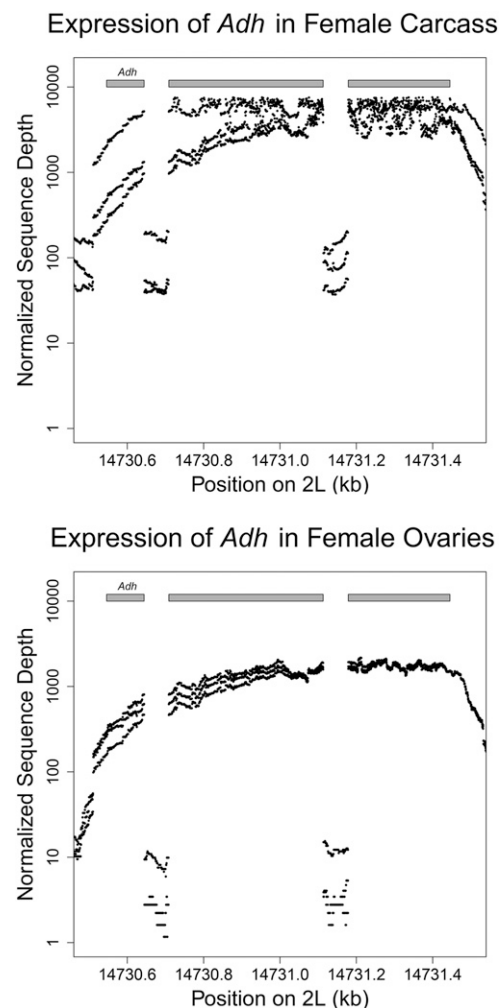 Expression of Adh in Female Carcass
Adh
Normalized Sequence Depth
10000
1000
100
10
1
14730.6 14730.8 14731.0 14731.2 14731.4
Position on 2L (kb)
Expression of Adh in Female Ovaries
Adh
Normalized Sequence Depth
10000
1000
100
10
1
14730.6 14730.8 14731.0 14731.2 14731.4
Position on 2L (kb)